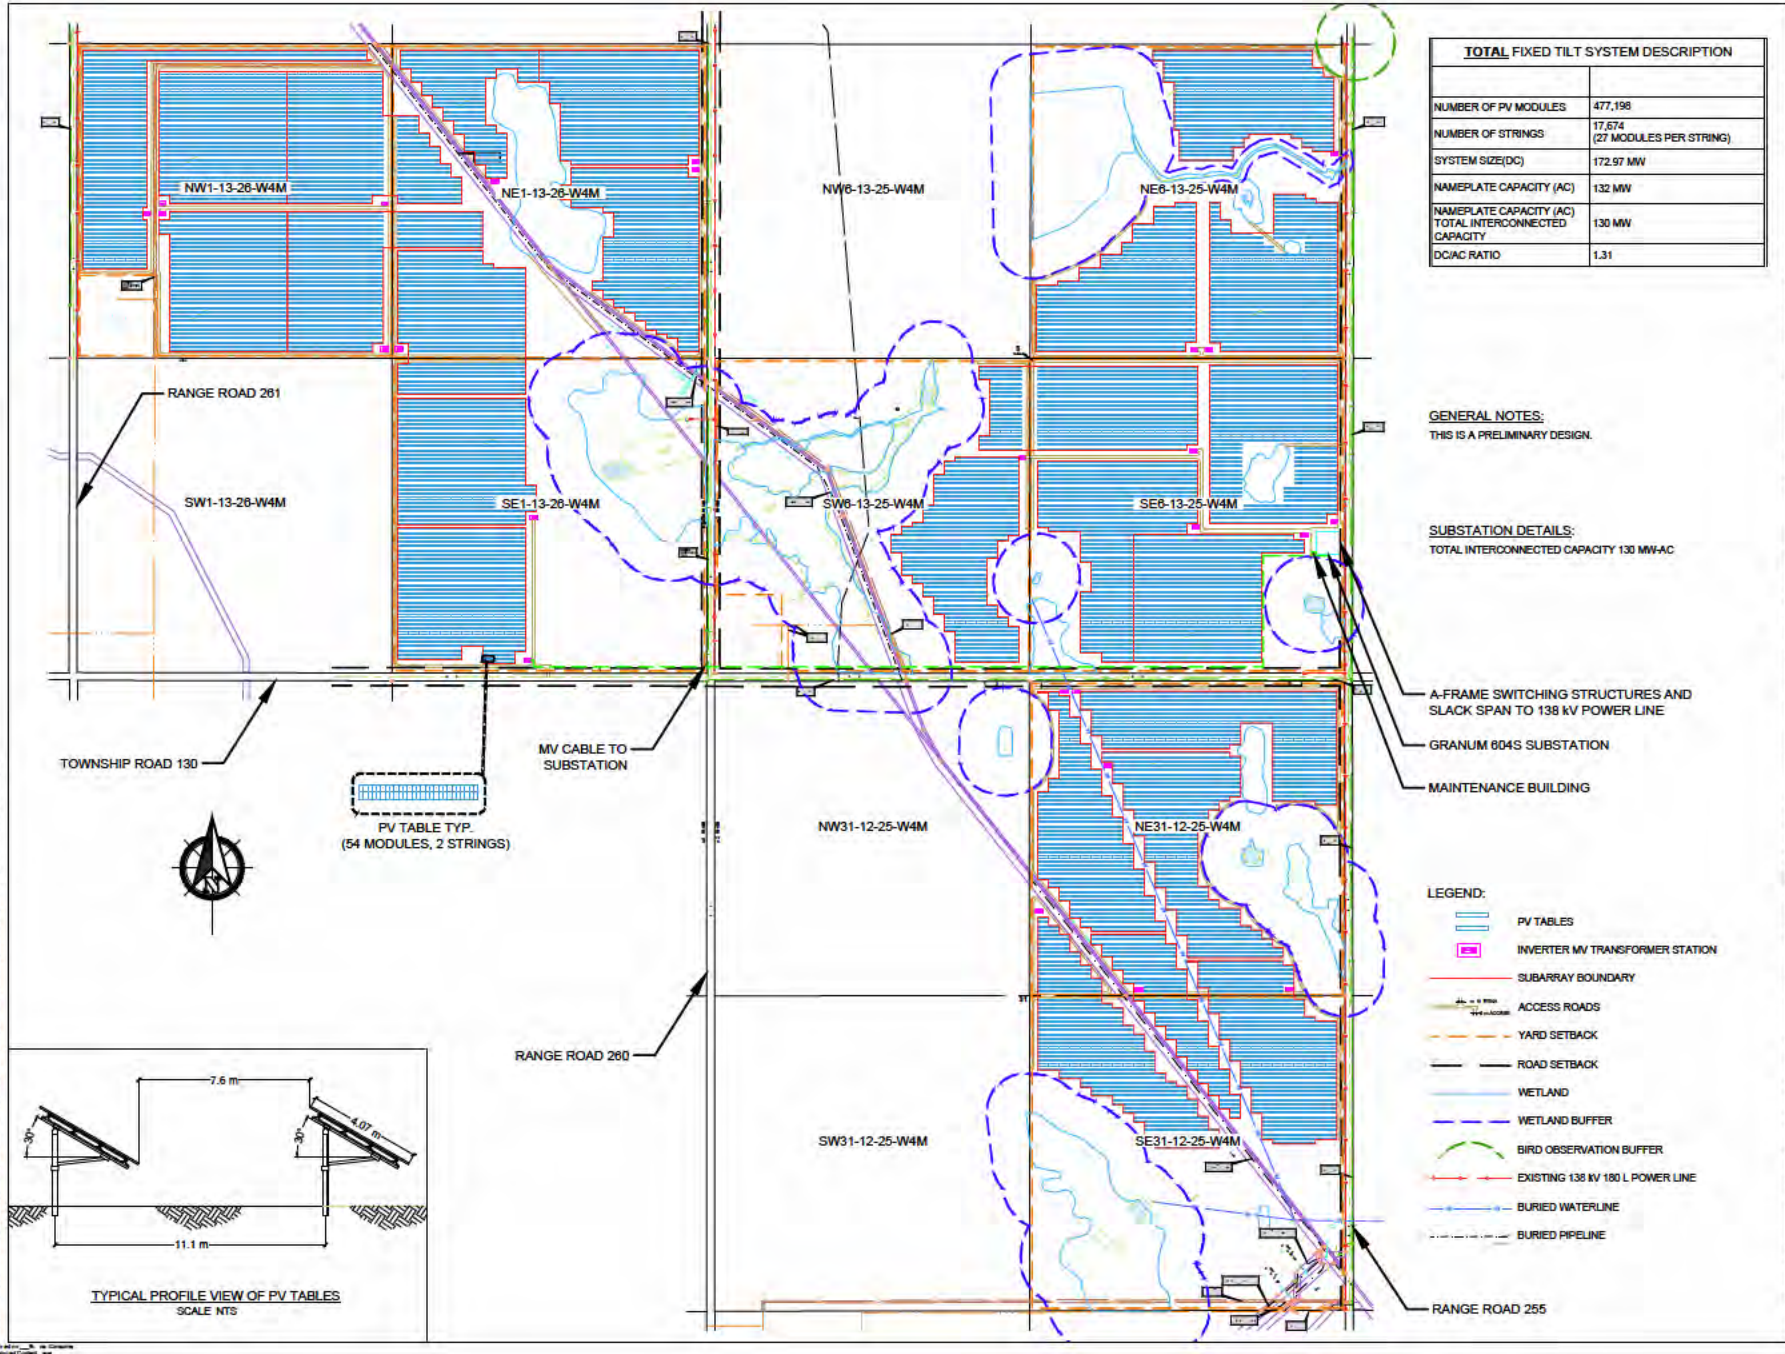 TOTAL FIXED TILT SYSTEM DESCRIPTION
NUMBER OF PV MODULES 477,198
NUMBER OF STRINGS 17,674
(27 MODULES PER STRING)
SYSTEM SIZE(DC) 172.97 MW
NAMEPLATE CAPACITY (AC) 132 MW
NAMEPLATE CAPACITY (AC)
TOTAL INTERCONNECTED
CAPACITY
130 MW
DC/AC RATIO 1.31
NW1-13-26-W4M
NE1-13-26-W4M
NW6-13-25-W4M
NE6-13-25-W4M
RANGE ROAD 261
SW1-13-26-W4M
SE1-13-26-W4M
SW6-13-25-W4M
SE6-13-25-W4M
GENERAL NOTES:
THIS IS A PRELIMINARY DESIGN.
SUBSTATION DETAILS:
TOTAL INTERCONNECTED CAPACITY 130 MW-AC
A-FRAME SWITCHING STRUCTURES AND
SLACK SPAN TO 138 kV POWER LINE
GRANUM 604S SUBSTATION
MAINTENANCE BUILDING
TOWNSHIP ROAD 130
MV CABLE TO
SUBSTATION
PV TABLE TYP.
(54 MODULES, 2 STRINGS)
N
NW31-12-25-W4M
NE31-12-25-W4M
RANGE ROAD 260
SW31-12-25-W4M
SE31-12-25-W4M
LEGEND:
PV TABLES
INVERTER MV TRANSFORMER STATION
SUBARRAY BOUNDARY
ACCESS ROADS
YARD SETBACK
ROAD SETBACK
WETLAND
WETLAND BUFFER
BIRD OBSERVATION BUFFER
EXISTING 138 kV 180 L POWER LINE
BURIED WATERLINE
BURIED PIPELINE
RANGE ROAD 255
7.6 m
4.07 m
30°
30°
11.1 m
TYPICAL PROFILE VIEW OF PV TABLES
SCALE NTS